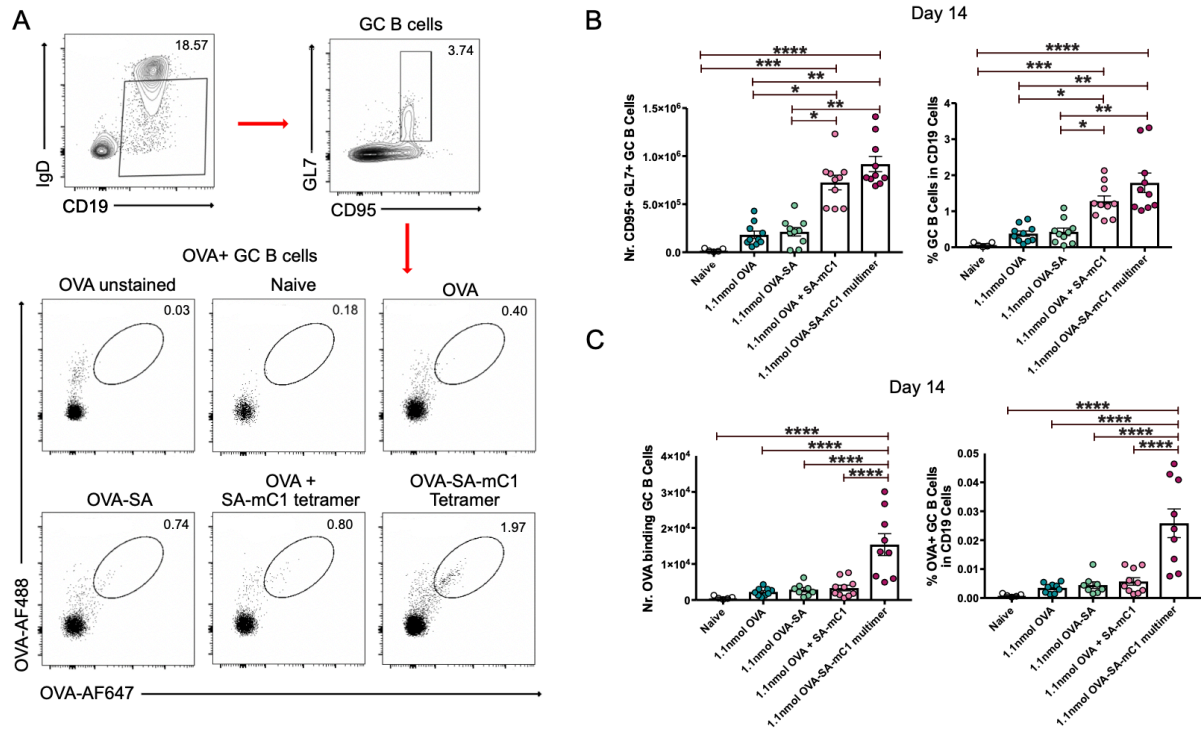 A
GC B cells
18.57
3.74
IgD
GL7
CD19
CD95
OVA+ GC B cells
OVA unstained
Naive
OVA
0.03
0.18
0.40
OVA-SA
OVA +
SA-mC1 tetramer
OVA-SA-mC1
Tetramer
0.74
0.80
1.97
OVA-AF488
OVA-AF647
B
Day 14
****
***
**
*
**
*
Nr. CD95+ GL7+ GC B Cells
1.5×10⁶
1.0×10⁶
5.0×10⁵
0.0
Naive
1.1nmol OVA
1.1nmol OVA-SA
1.1nmol OVA + SA-mC1
1.1nmol OVA-SA-mC1 multimer
****
***
**
*
**
*
% GC B Cells in CD19 Cells
5
4
3
2
1
0
Naive
1.1nmol OVA
1.1nmol OVA-SA
1.1nmol OVA + SA-mC1
1.1nmol OVA-SA-mC1 multimer
C
Day 14
****
****
****
****
Nr. OVA binding GC B Cells
4×10⁴
3×10⁴
2×10⁴
1×10⁴
0
Naive
1.1nmol OVA
1.1nmol OVA-SA
1.1nmol OVA + SA-mC1
1.1nmol OVA-SA-mC1 multimer
****
****
****
****
% OVA+ GC B Cells
in CD19 Cells
0.05
0.04
0.03
0.02
0.01
0.00
Naive
1.1nmol OVA
1.1nmol OVA-SA
1.1nmol OVA + SA-mC1
1.1nmol OVA-SA-mC1 multimer